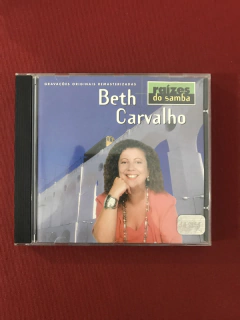 GRAVAÇÕES ORIGINAIS REMASTERIZADAS
raízes
do samba
Beth
Carvalho